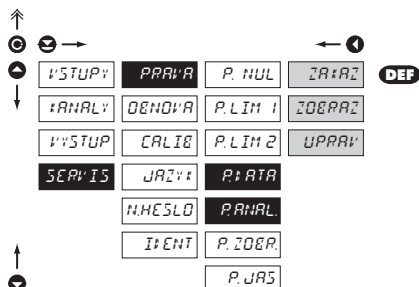 VSTUPY PRAVA P. NUL ZAKAZ DEF
KANALY OBNOVA P.LIM 1 ZOBRAZ
VYSTUP CALIB P.LIM 2 UPRAV
SERVIS JAZYK P.DATA
N.HESLO P.ANAL.
IDENT P. ZOBR.
P. JAS